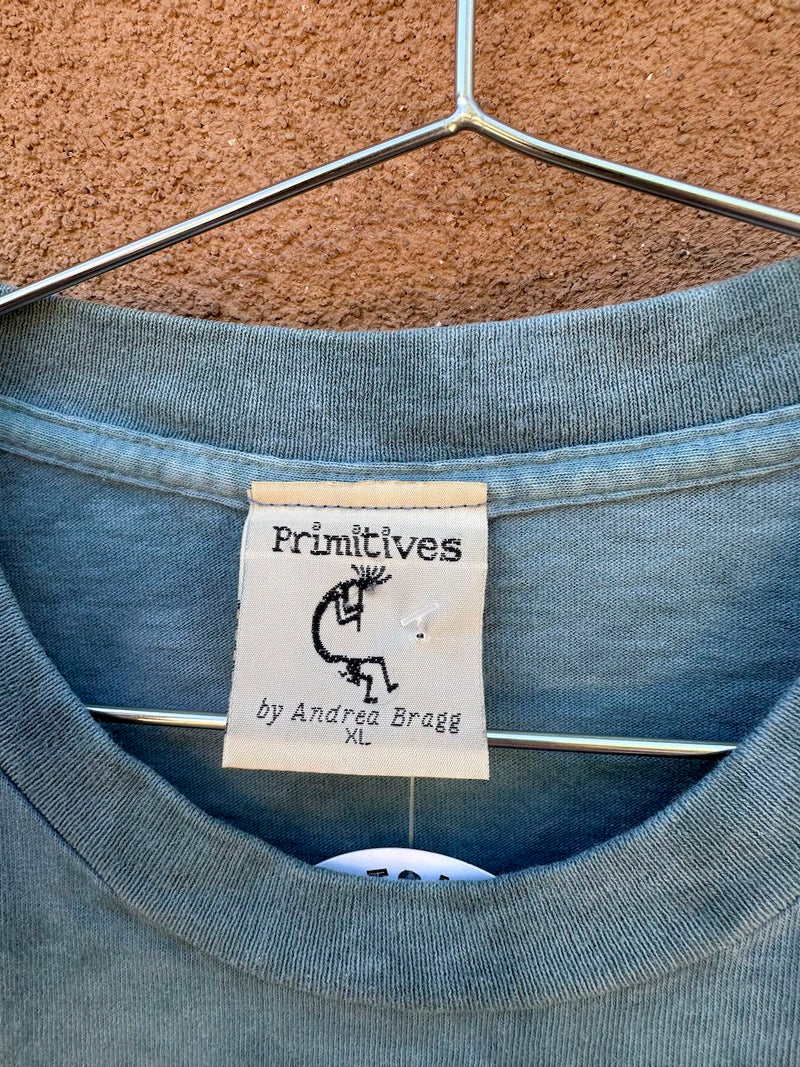 Primitives
by Andrea Bragg
XL